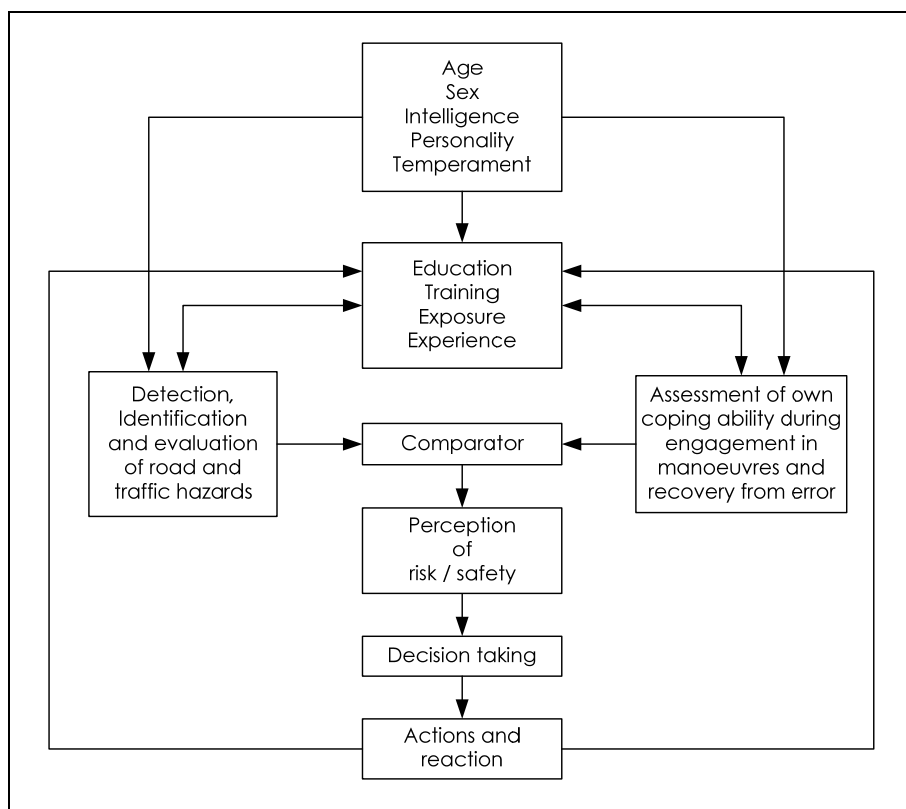 Age
Sex
Intelligence
Personality
Temperament
Education
Training
Exposure
Experience
Detection,
Identification
and evaluation
of road and
traffic hazards
Comparator
Assessment of own
coping ability during
engagement in
manoeuvres and
recovery from error
Perception
of
risk / safety
Decision taking
Actions and
reaction